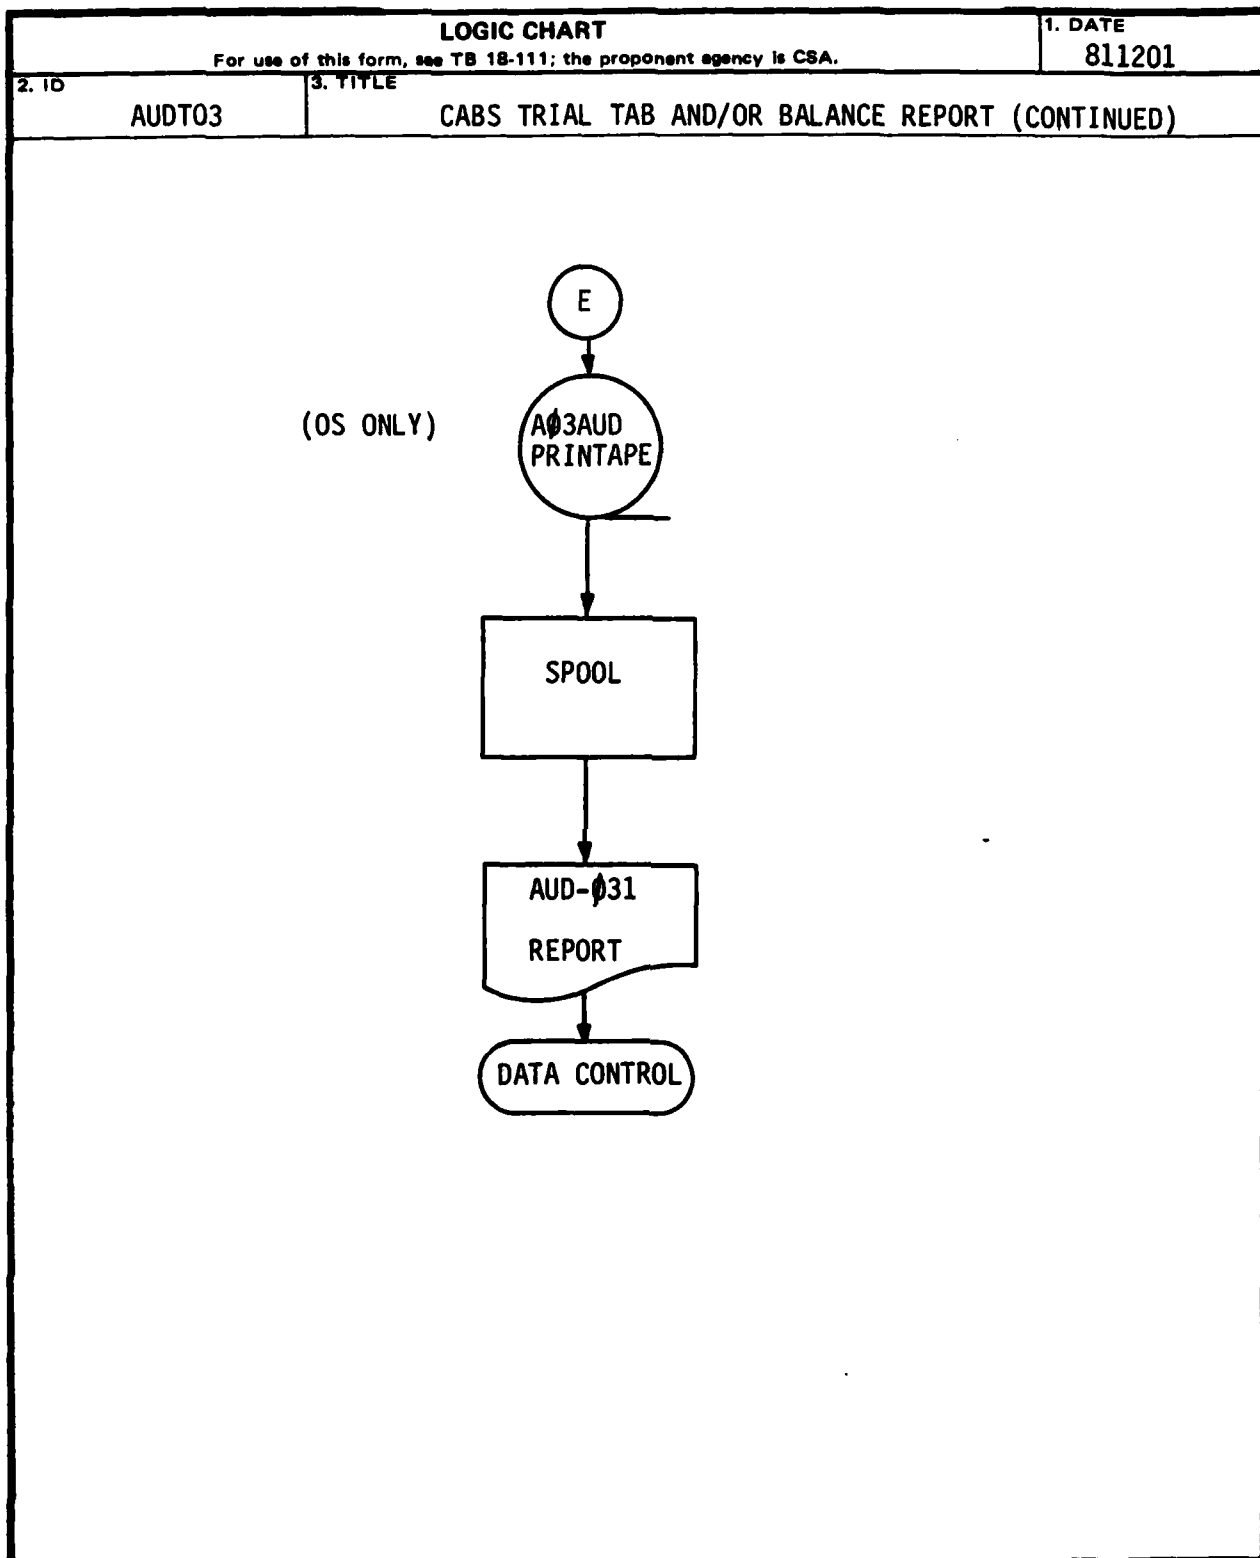 LOGIC CHART
For use of this form, see TB 18-111; the proponent agency is CSA.
1. DATE
811201
2. ID
AUDT03
3. TITLE
CABS TRIAL TAB AND/OR BALANCE REPORT (CONTINUED)
E
(OS ONLY)
AØ3AUD
PRINTAPE
SPOOL
AUD-Ø31
REPORT
DATA CONTROL